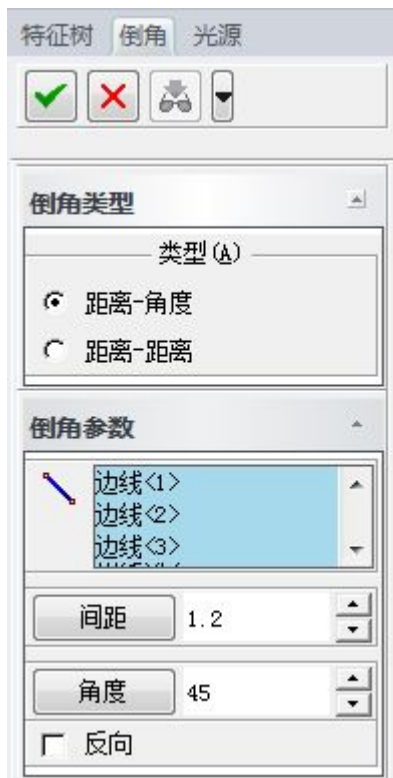 特征树 倒角 光源
倒角类型
类型(A)
距离-角度
距离-距离
倒角参数
边线<1>
边线<2>
边线<3>
间距 1.2
角度 45
反向